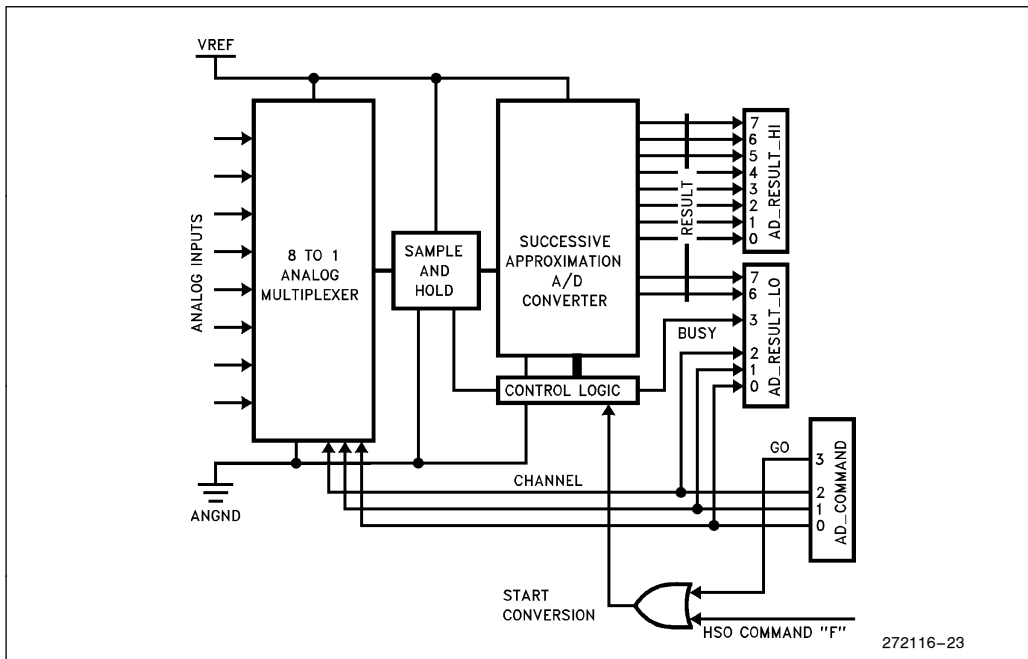 VREF
ANALOG INPUTS
8 TO 1
ANALOG
MULTIPLEXER
SAMPLE
AND
HOLD
SUCCESSIVE
APPROXIMATION
A/D
CONVERTER
RESULT
7
6
5
4
3
2
1
0
AD_RESULT_HI
7
6
3
2
1
0
AD_RESULT_LO
BUSY
CONTROL LOGIC
GO
CHANNEL
3
2
1
0
AD_COMMAND
ANGND
START
CONVERSION
HSO COMMAND "F"
272116–23